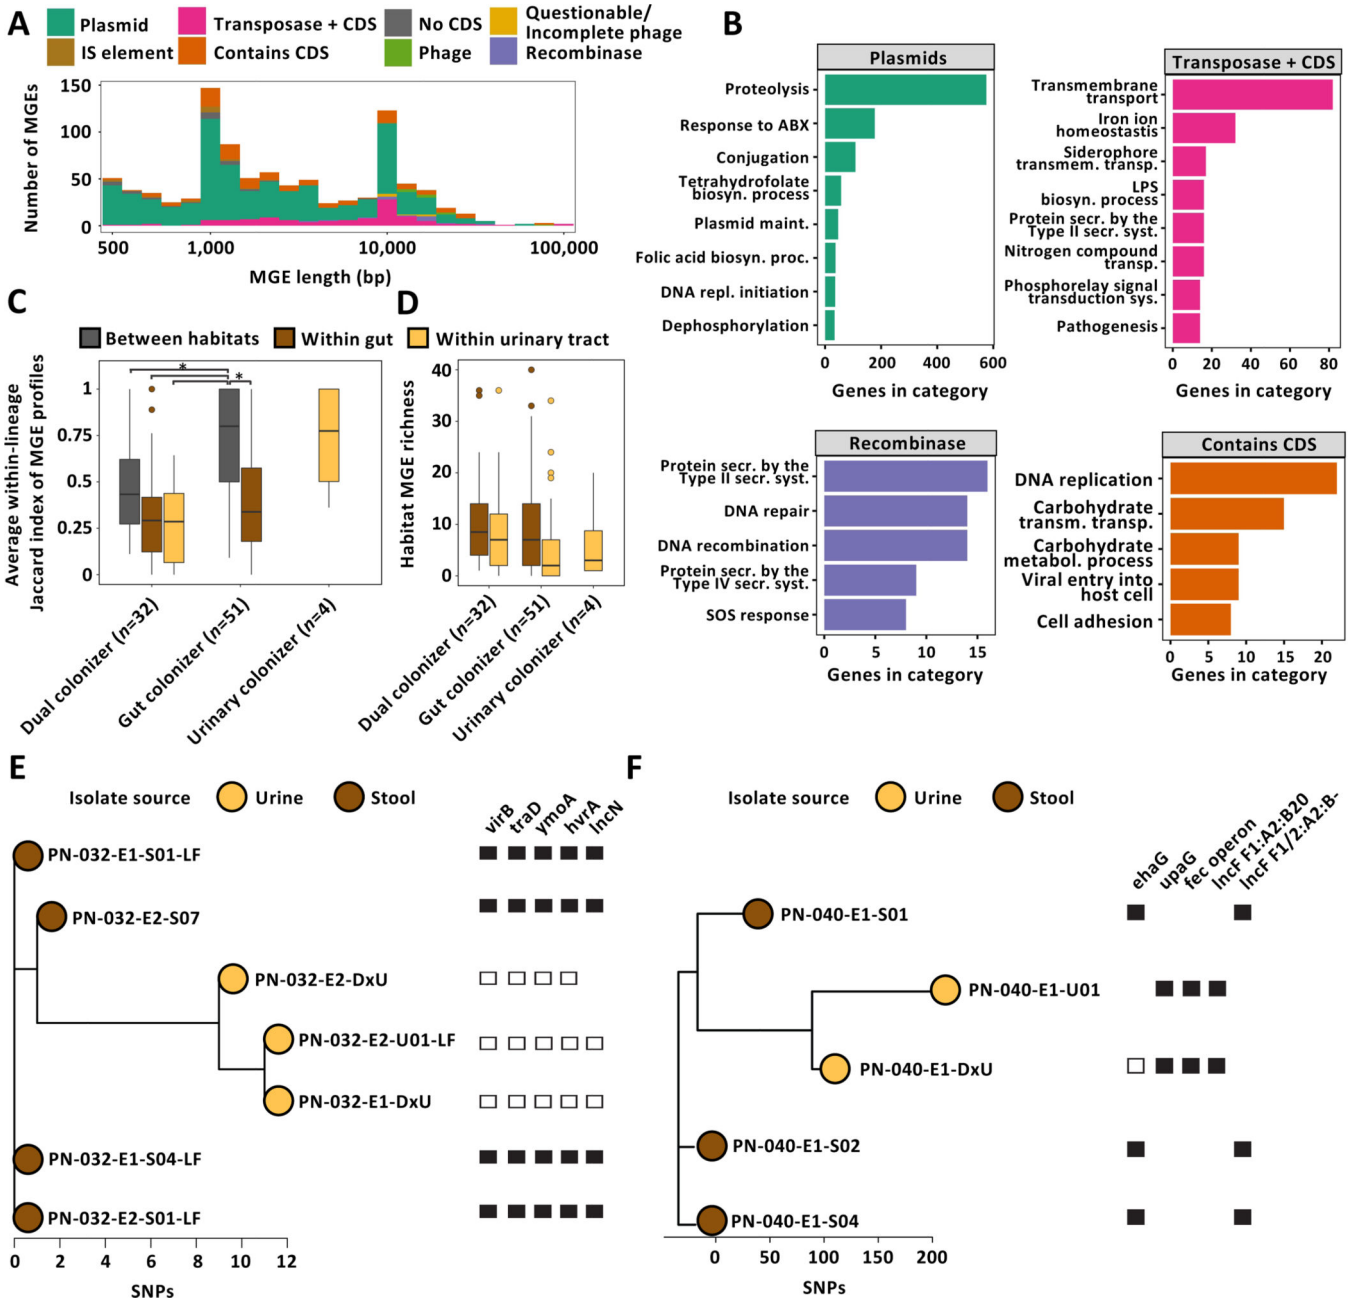 A
Plasmid
Transposase + CDS
No CDS
Questionable/
Incomplete phage
IS element
Contains CDS
Phage
Recombinase
Number of MGEs
150
100
50
0
500
1,000
10,000
100,000
MGE length (bp)
B
Plasmids
Proteolysis
Response to ABX
Conjugation
Tetrahydrofolate
biosyn. process
Plasmid maint.
Folic acid biosyn. proc.
DNA repl. initiation
Dephosphorylation
0 200 400 600
Genes in category
Transposase + CDS
Transmembrane
transport
Iron ion
homeostatis
Siderophore
transmem. transp.
LPS
biosyn. process
Protein secr. by the
Type II secr. syst.
Nitrogen compound
transp.
Phosphorelay signal
transduction sys.
Pathogenesis
0 20 40 60 80
Genes in category
Recombinase
Protein secr. by the
Type II secr. syst.
DNA repair
DNA recombination
Protein secr. by the
Type IV secr. syst.
SOS response
0 5 10 15
Genes in category
Contains CDS
DNA replication
Carbohydrate
transm. transp.
Carbohydrate
metabol. process
Viral entry into
host cell
Cell adhesion
0 5 10 15 20
Genes in category
C
Between habitats
Within gut
Within urinary tract
Average within-lineage
Jaccard index of MGE profiles
1
0.75
0.5
0.25
0
*
*
Dual colonizer (n=32)
Gut colonizer (n=51)
Urinary colonizer (n=4)
D
Habitat MGE richness
40
30
20
10
0
Dual colonizer (n=32)
Gut colonizer (n=51)
Urinary colonizer (n=4)
E
Isolate source
Urine
Stool
virB
traD
ymoA
hvrA
IncN
PN-032-E1-S01-LF
PN-032-E2-S07
PN-032-E2-DxU
PN-032-E2-U01-LF
PN-032-E1-DxU
PN-032-E1-S04-LF
PN-032-E2-S01-LF
0 2 4 6 8 10 12
SNPs
F
Isolate source
Urine
Stool
ehaG
upaG
fec operon
IncF F1:A2:B20
IncF F1/2:A2:B-
PN-040-E1-S01
PN-040-E1-U01
PN-040-E1-DxU
PN-040-E1-S02
PN-040-E1-S04
0 50 100 150 200
SNPs